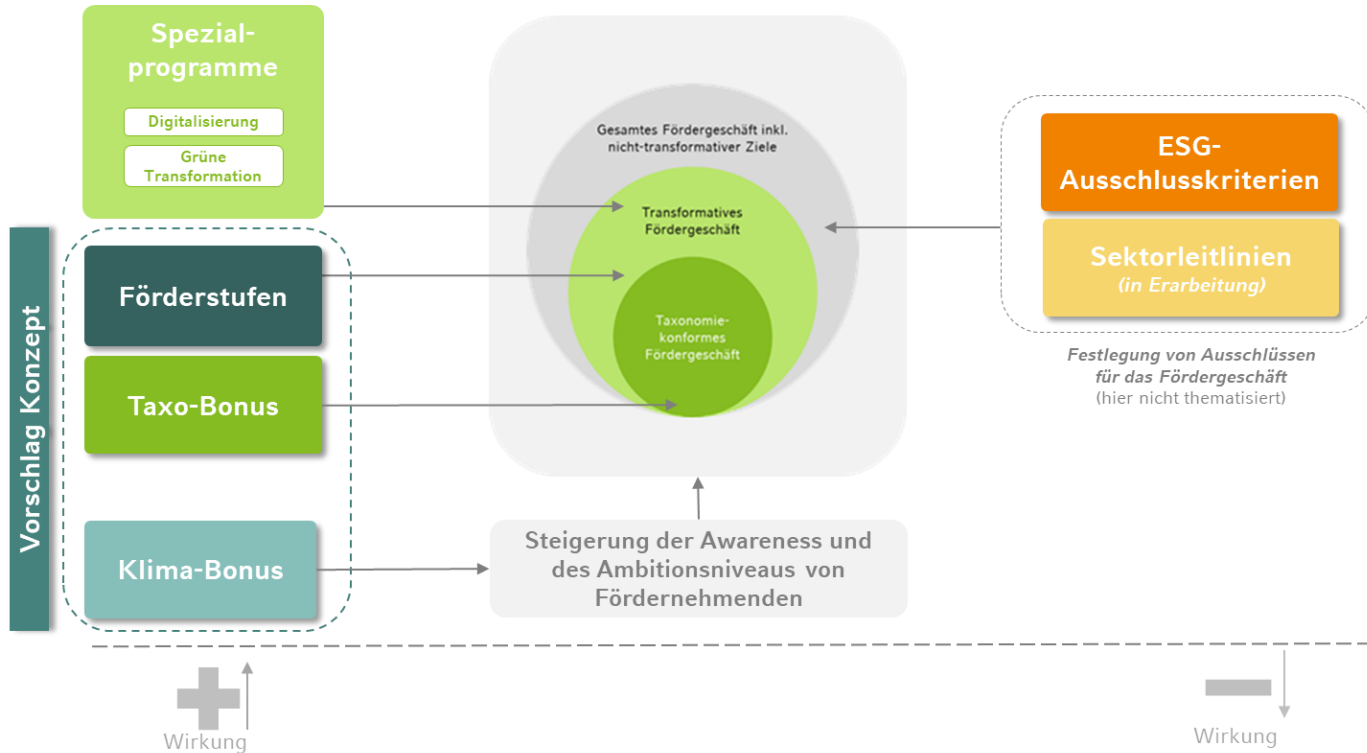 Spezial-
programme
Digitalisierung
Grüne
Transformation
Vorschlag Konzept
Förderstufen
Taxo-Bonus
Klima-Bonus
Gesamtes Fördergeschäft inkl.
nicht-transformativer Ziele
Transformatives
Fördergeschäft
Taxonomie-
konformes
Fördergeschäft
Steigerung der Awareness und
des Ambitionsniveaus von
Fördernehmenden
ESG-
Ausschlusskriterien
Sektorleitlinien
(in Erarbeitung)
Festlegung von Ausschlüssen
für das Fördergeschäft
(hier nicht thematisiert)
Wirkung
Wirkung